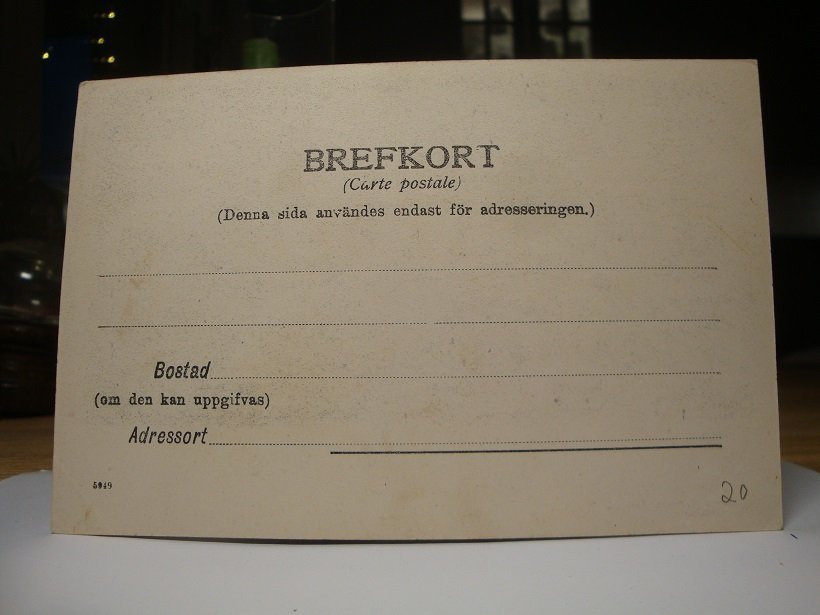 BREFKORT
(Carte postale)
(Denna sida användes endast för adresseringen.)
Bostad
(om den kan uppgifvas)
Adressort
5949
20